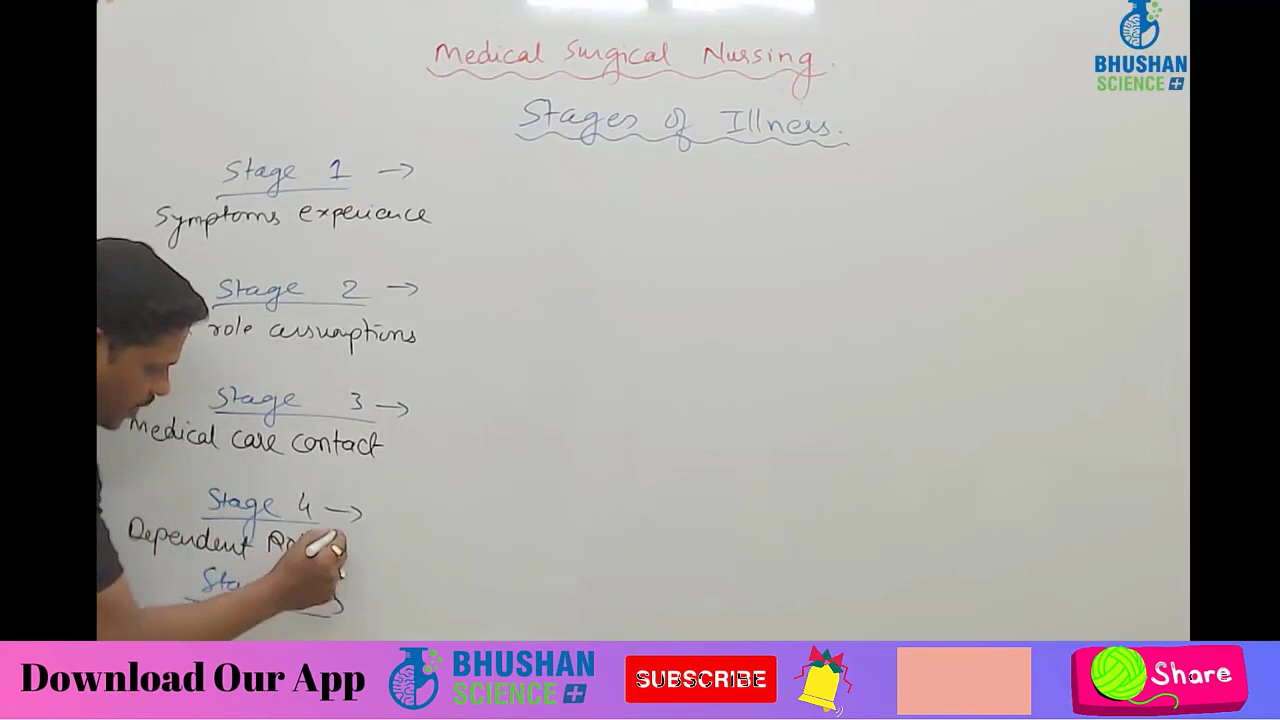 Medical Surgical Nursing.
BHUSHAN
SCIENCE
Stages of Illness.
Stage 1 →
Symptoms experience
Stage 2 →
role assumptions
Stage 3 →
Medical care contact
Stage 4 →
Dependent
Download Our App
BHUSHAN
SCIENCE
SUBSCRIBE
Share